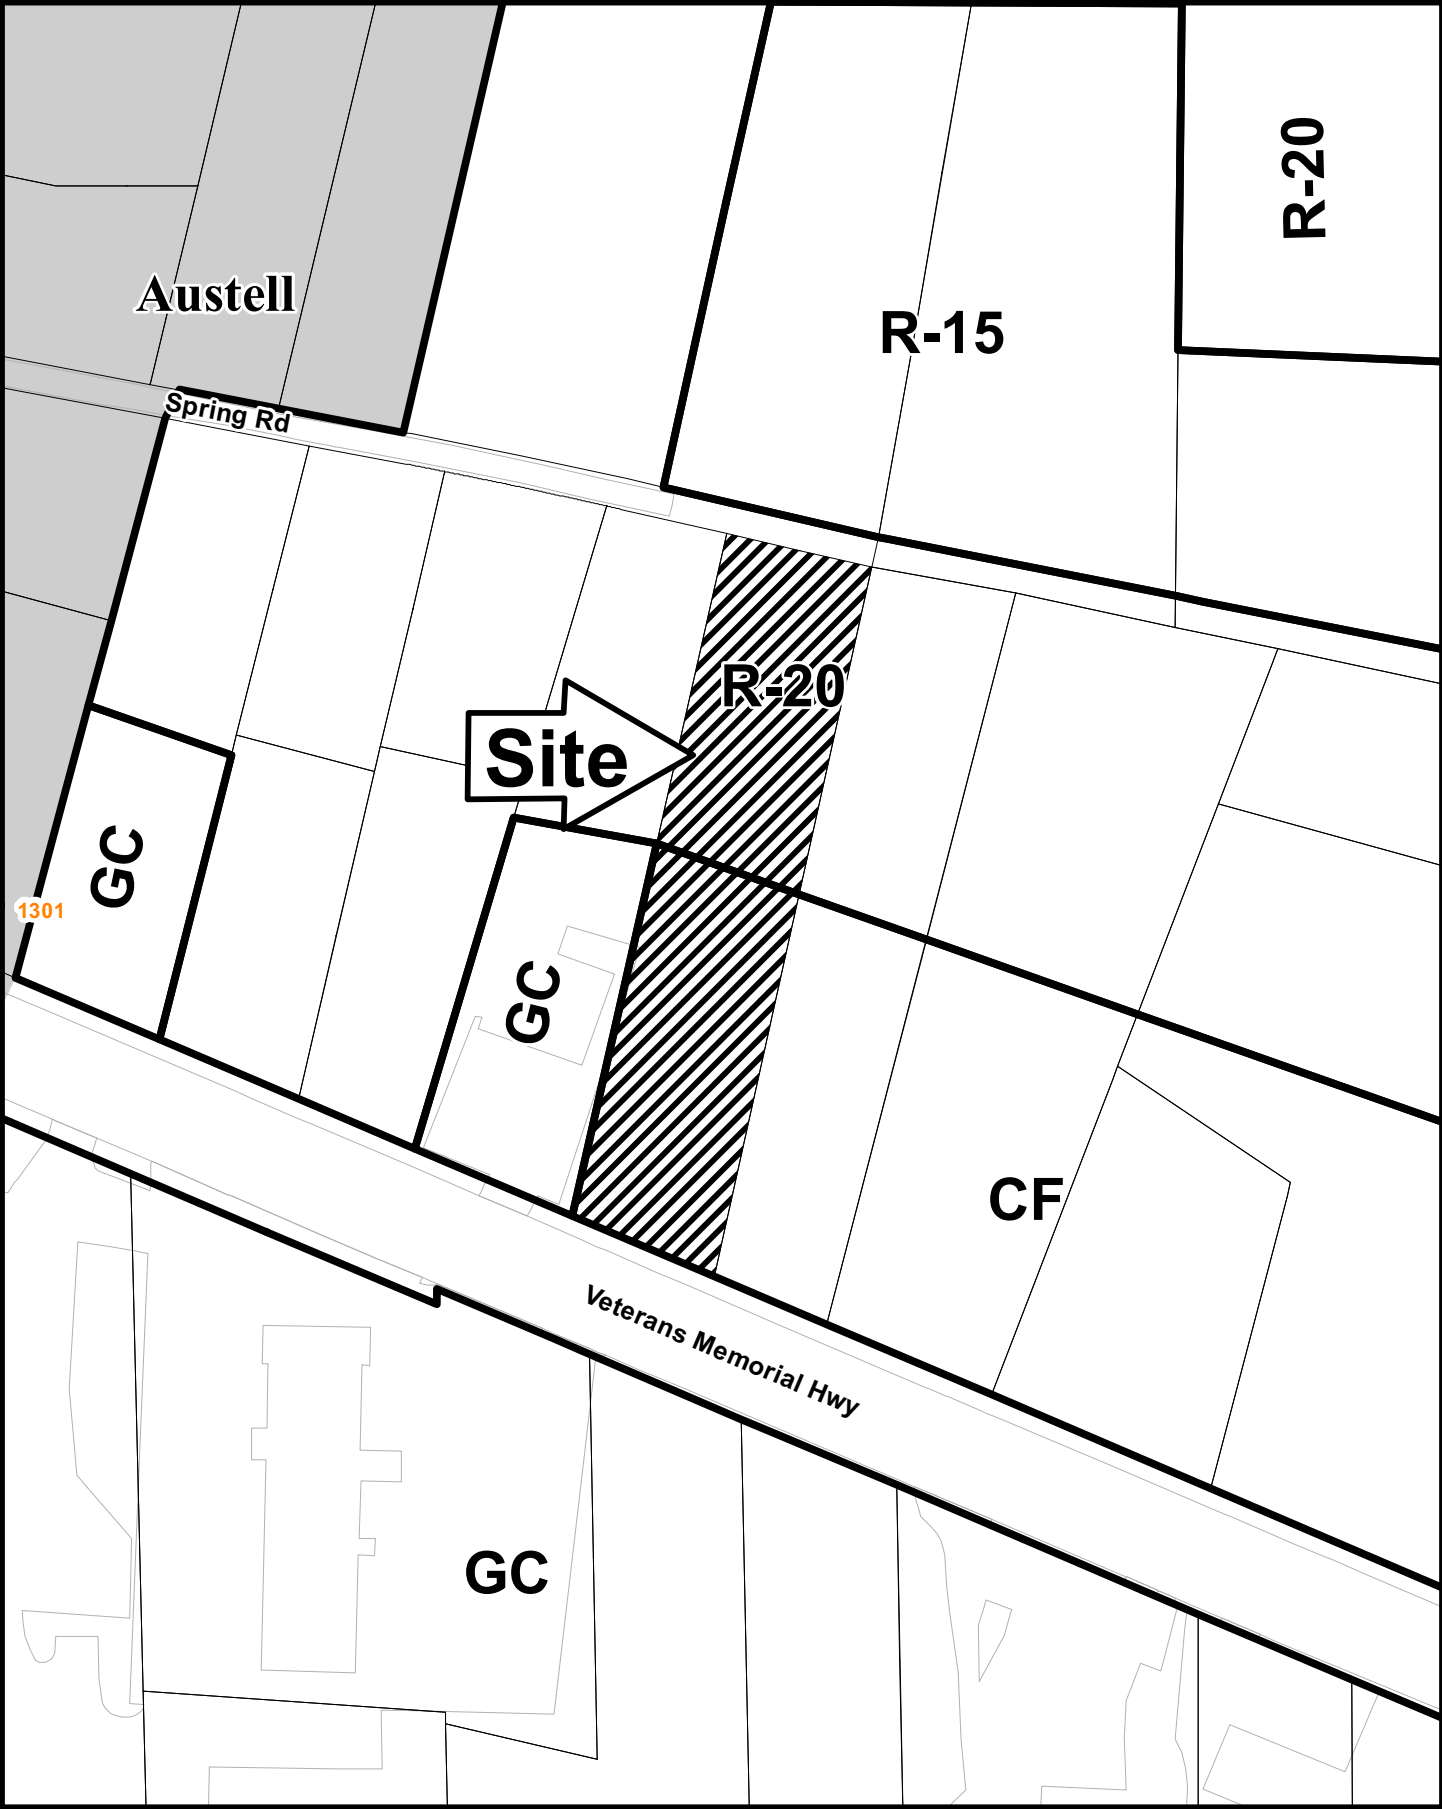 R-20
Austell
R-15
Spring Rd
R-20
Site
GC
1301
GC
CF
Veterans Memorial Hwy
GC